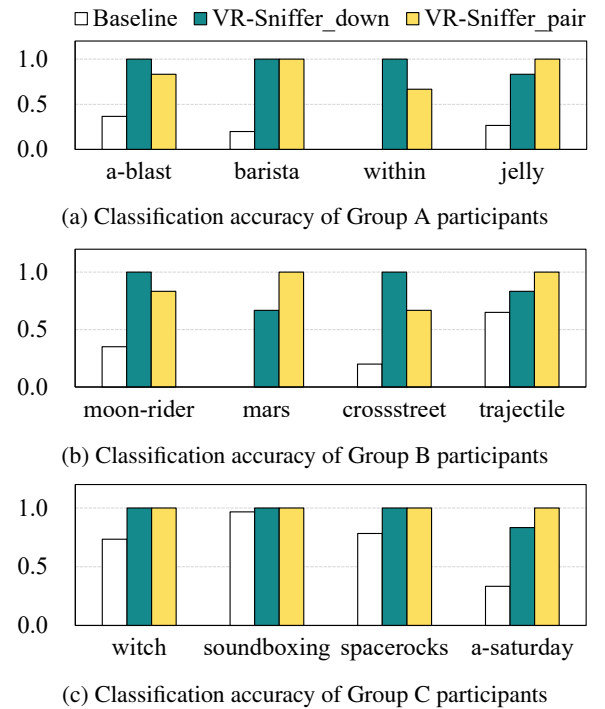 Baseline VR-Sniffer_down VR-Sniffer_pair
1.0
0.5
0.0
a-blast barista within jelly
(a) Classification accuracy of Group A participants
1.0
0.5
0.0
moon-rider mars crossstreet trajectile
(b) Classification accuracy of Group B participants
1.0
0.5
0.0
witch soundboxing spacerocks a-saturday
(c) Classification accuracy of Group C participants